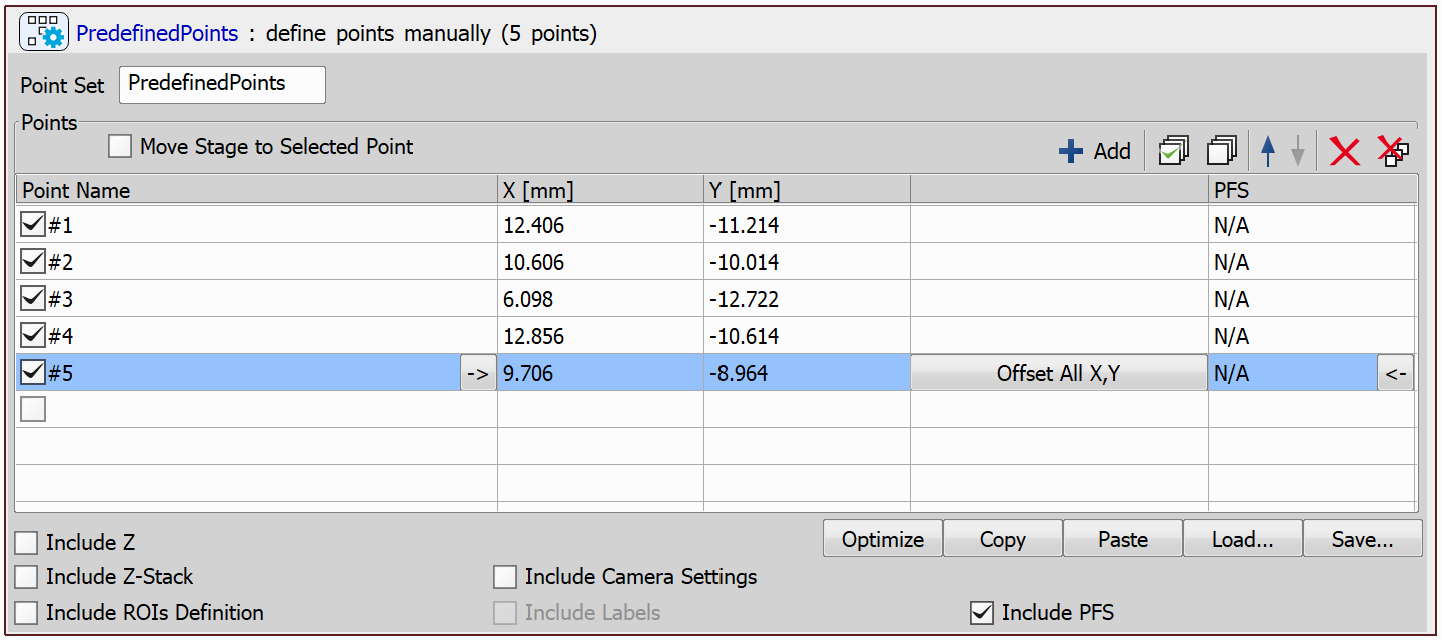 PredefinedPoints : define points manually (5 points)
Point Set PredefinedPoints
Points
Move Stage to Selected Point Add
Point Name X [mm] Y [mm] PFS
#1 12.406 -11.214 N/A
#2 10.606 -10.014 N/A
#3 6.098 -12.722 N/A
#4 12.856 -10.614 N/A
#5 -> 9.706 -8.964 Offset All X,Y N/A <-
Include Z Optimize Copy Paste Load... Save...
Include Z-Stack Include Camera Settings
Include ROIs Definition Include Labels Include PFS